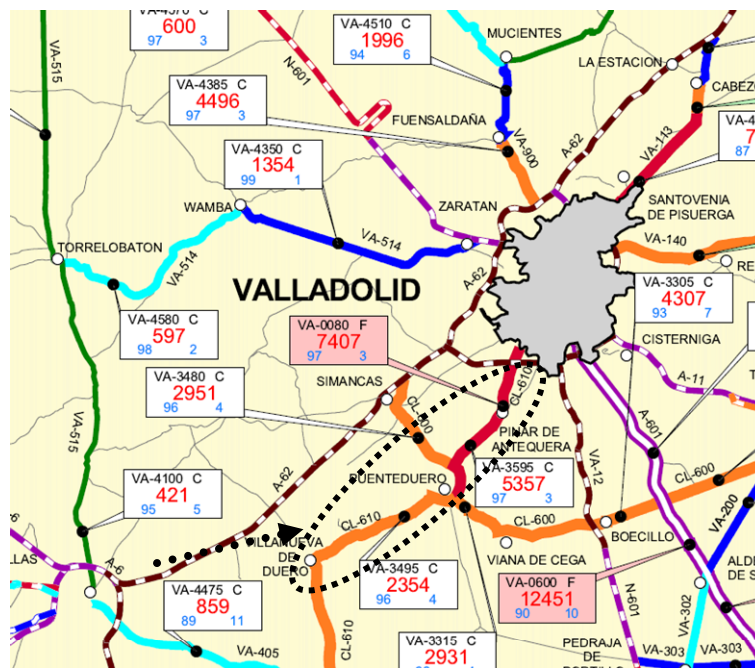 VA-4570 C
600
97 3
VA-4510 C
1996
94 6
MUCIENTES
LA ESTACION
VA-515
N-601
VA-4385 C
4496
97 3
FUENSALDAÑA
VA-900
A-62
VA-113
87
VA-4350 C
1354
99 1
WAMBA
ZARATAN
SANTOVENIA
DE PISUERGA
VA-514
VA-140
TORRELOBATON
VA-514
A-62
VALLADOLID
VA-3305 C
4307
93 7
VA-4580 C
597
98 2
VA-0080 F
7407
97 3
CISTERNIGA
A-11
VA-3480 C
2951
96 4
SIMANCAS
CL-610
CL-600
A-601
VA-515
PINAR DE
ANTEQUERA
VA-12
A-62
VA-4100 C
421
95 5
PUENTEDUERO
VA-3595 C
5357
97 3
CL-600
VA-200
CL-610
CL-600
BOECILLO
VILLANUEVA
DE
DUERO
VIANA DE CEGA
A-6
VA-3495 C
2354
96 4
VA-0600 F
12451
90 10
VA-4475 C
859
89 11
N-601
VA-302
CL-610
VA-405
VA-3315 C
2931
PEDRAJA
DE
VA-303
VA-303